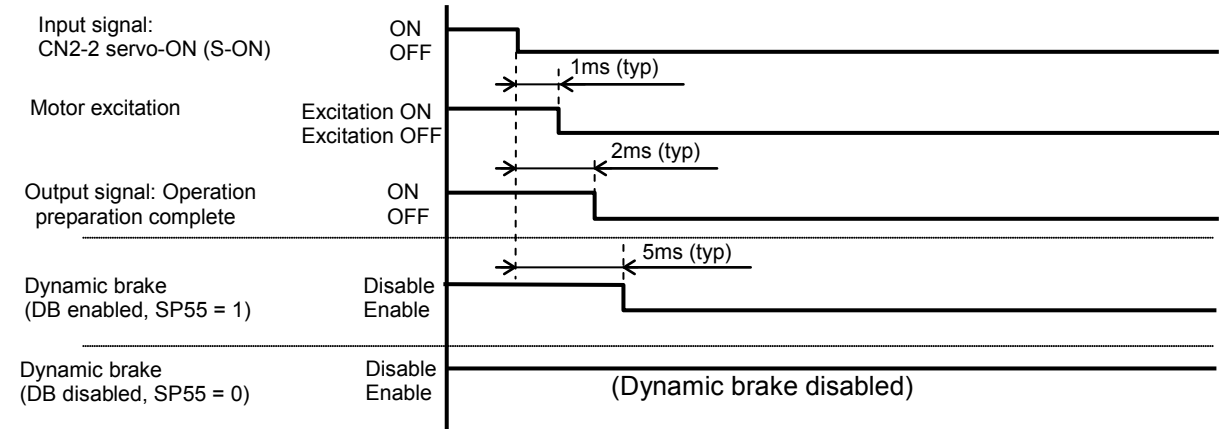 Input signal:
CN2-2 servo-ON (S-ON)
ON
OFF
1ms (typ)
Motor excitation
Excitation ON
Excitation OFF
2ms (typ)
Output signal: Operation
preparation complete
ON
OFF
5ms (typ)
Dynamic brake
(DB enabled, SP55 = 1)
Disable
Enable
Dynamic brake
(DB disabled, SP55 = 0)
Disable
Enable
(Dynamic brake disabled)